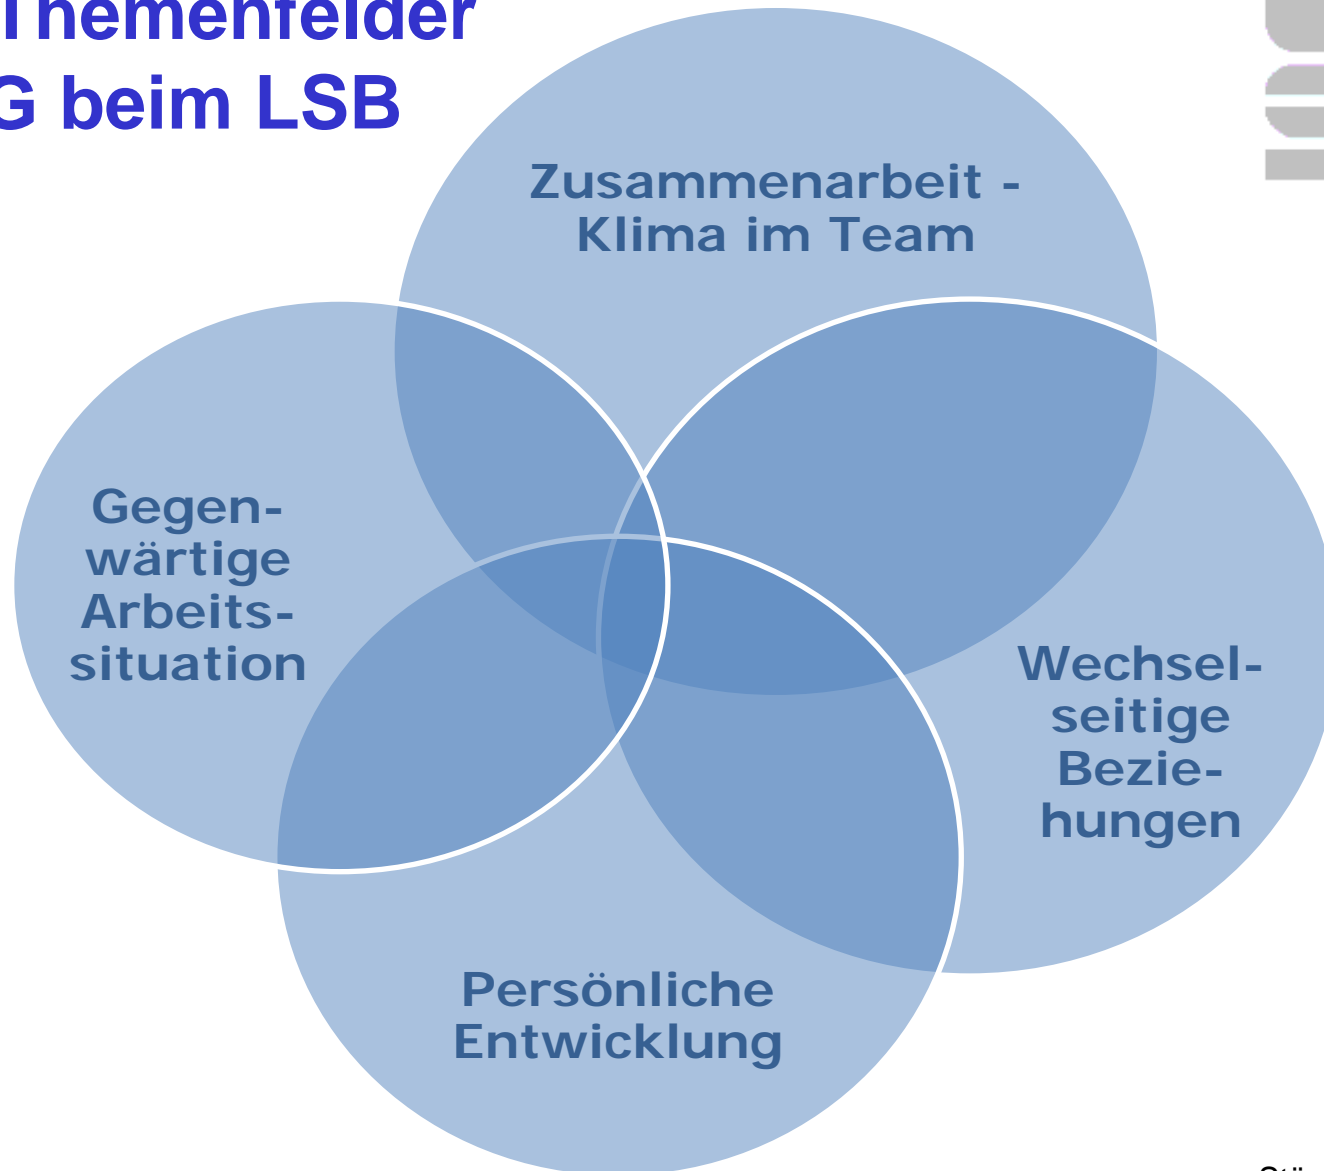 Themenfelder
G beim LSB
Zusammenarbeit -
Klima im Team
Gegen-
wärtige
Arbeits-
situation
Wechsel-
seitige
Bezie-
hungen
Persönliche
Entwicklung